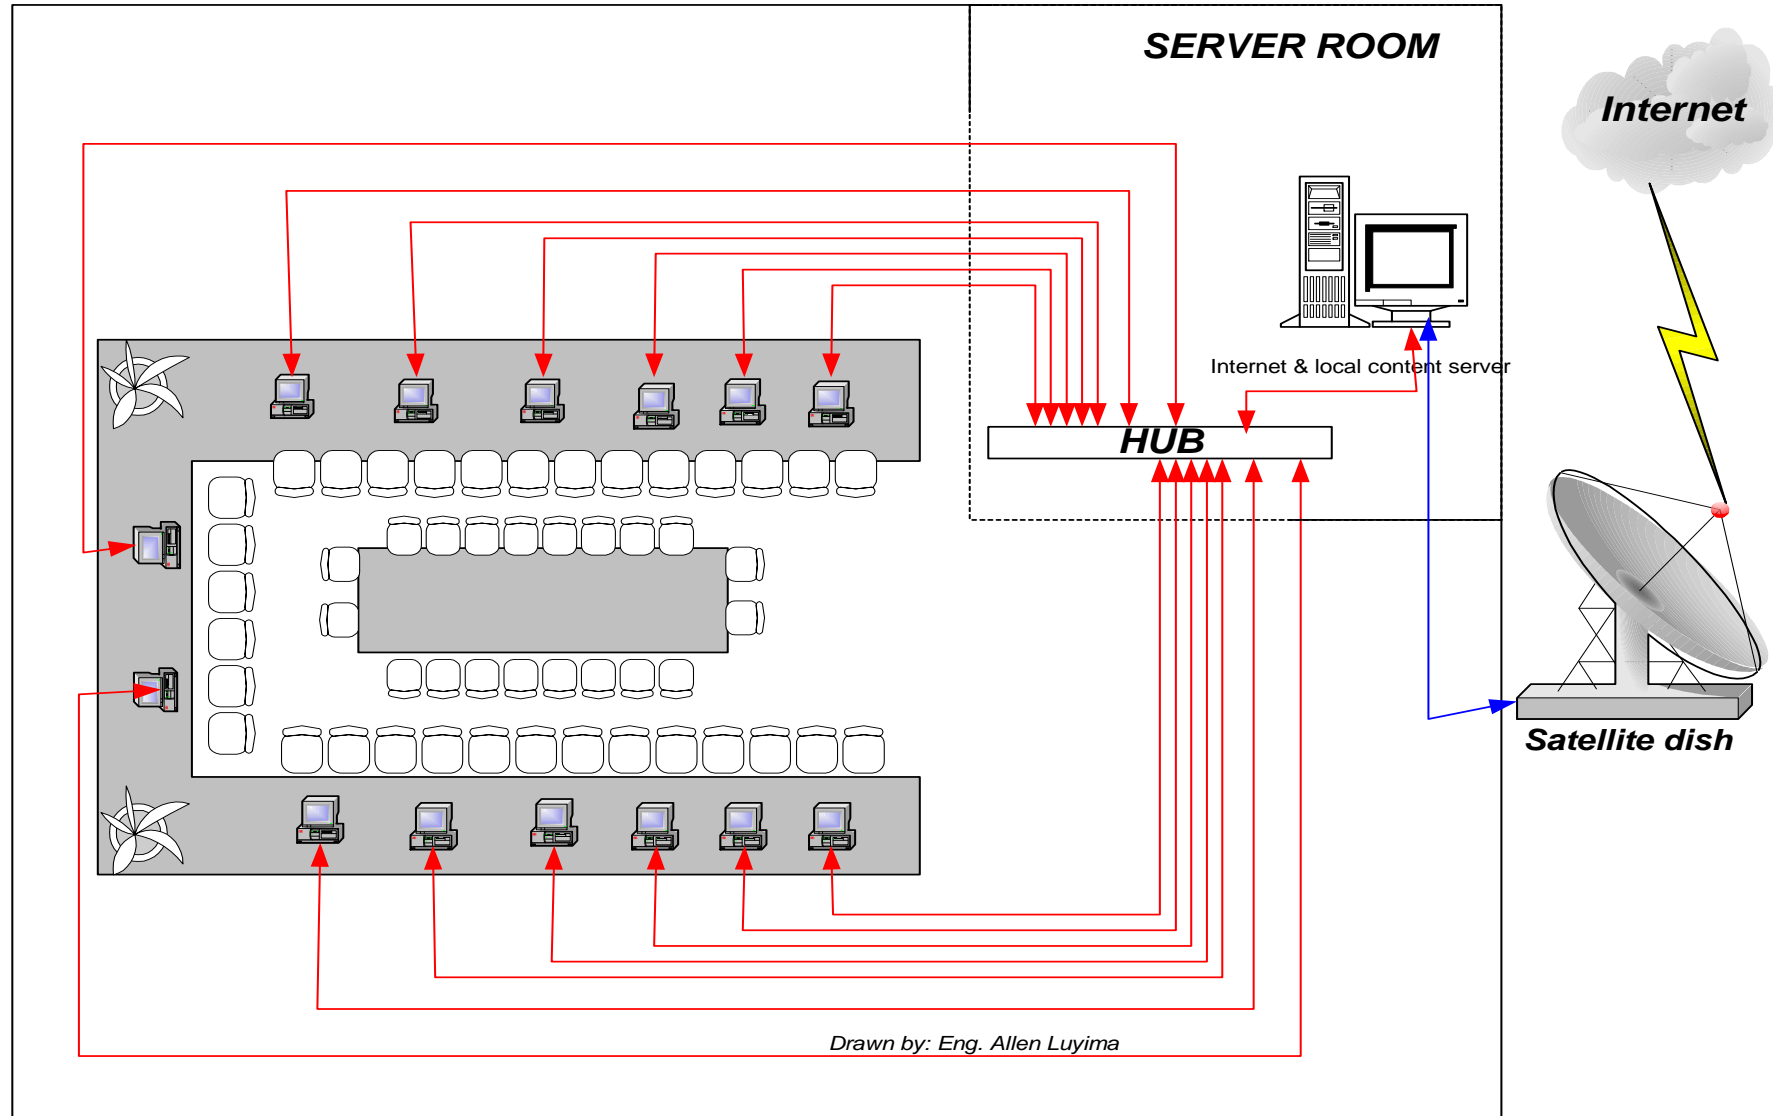 SERVER ROOM
Internet
Internet & local content server
HUB
Satellite dish
Drawn by: Eng. Allen Luyima